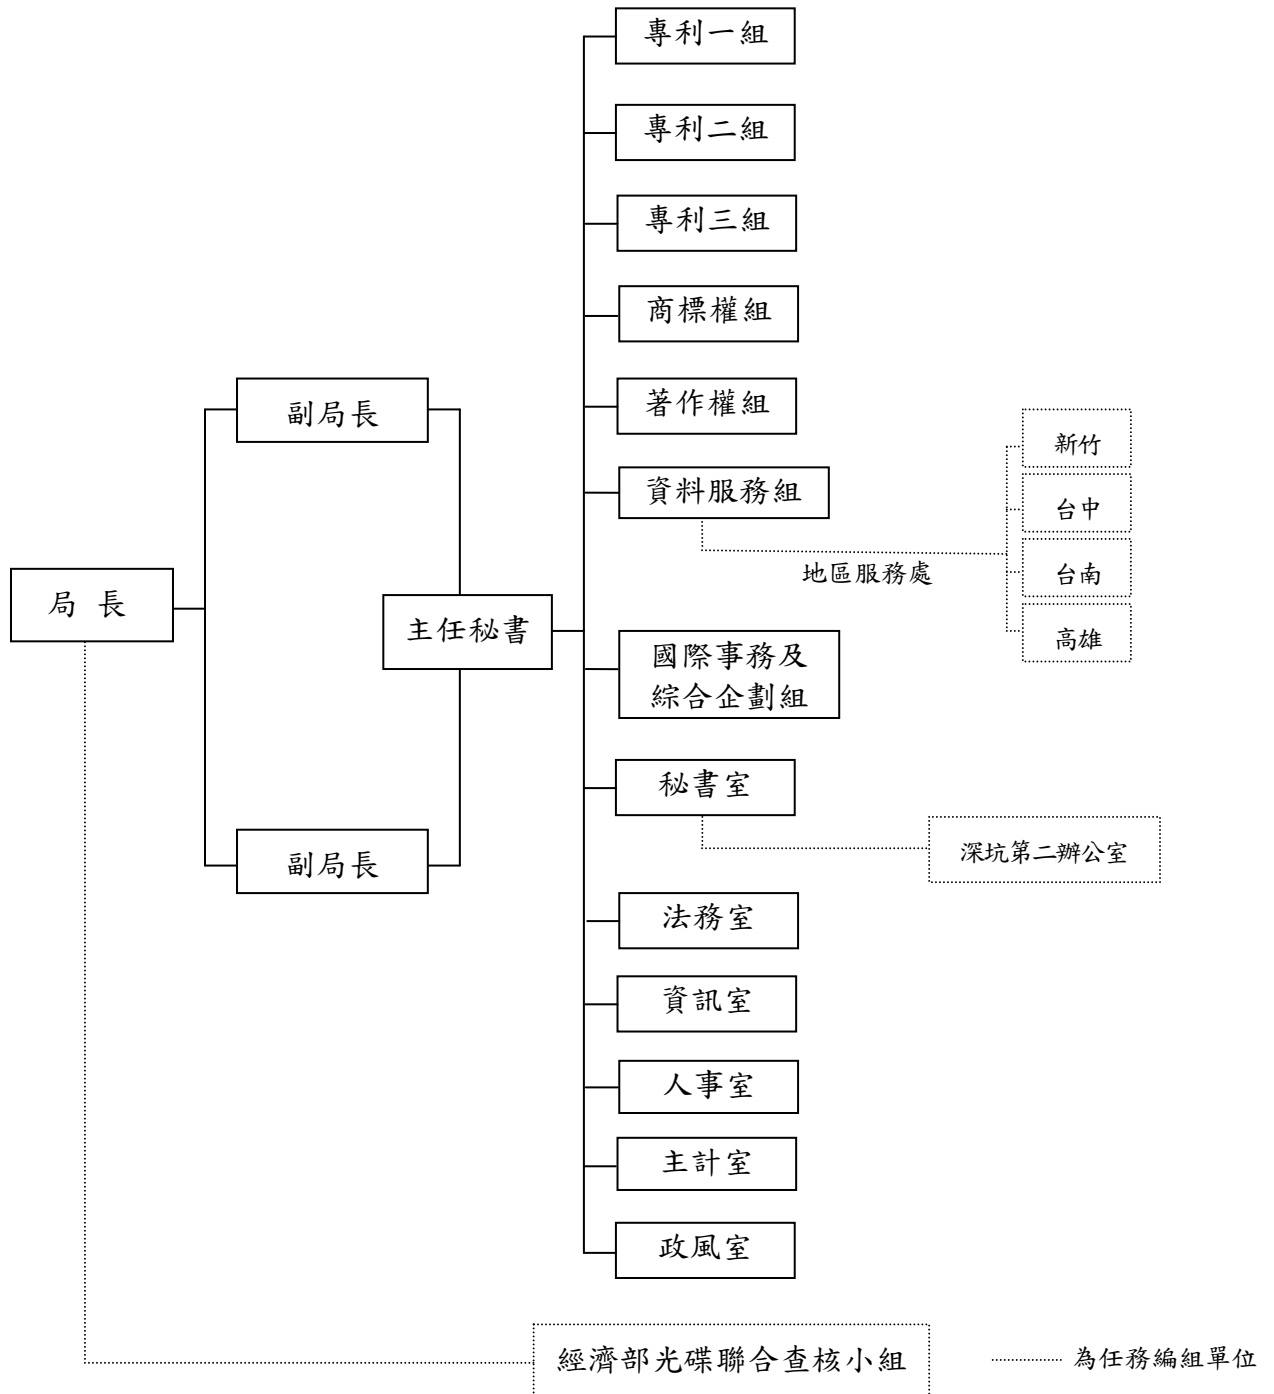 專利一組
專利二組
專利三組
商標權組
著作權組
資料服務組
地區服務處
新竹
台中
台南
高雄
副局長
局 長
主任秘書
副局長
國際事務及
綜合企劃組
秘書室
深坑第二辦公室
法務室
資訊室
人事室
主計室
政風室
經濟部光碟聯合查核小組
為任務編組單位